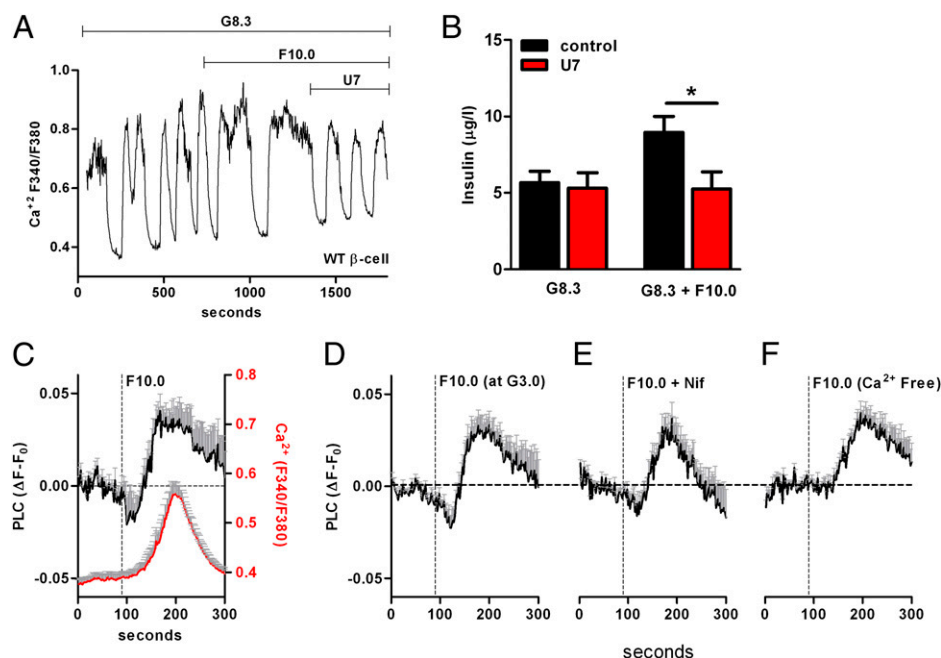 A
G8.3
F10.0
U7
1.0
0.8
0.6
0.4
Ca+2 F340/F380
WT β-cell
0 500 1000 1500
seconds
B
15
10
5
0
Insulin (µg/l)
control
U7
*
G8.3 G8.3 + F10.0
C
F10.0
0.05
0.00
-0.05
PLC (ΔF-F0)
0.8
0.7
0.6
0.5
0.4
Ca2+ (F340/F380)
0 100 200 300
seconds
D
F10.0 (at G3.0)
0.05
0.00
-0.05
PLC (ΔF-F0)
0 100 200 300
E
F10.0 + Nif
0 100 200 300
F
F10.0 (Ca2+ Free)
0 100 200 300
seconds